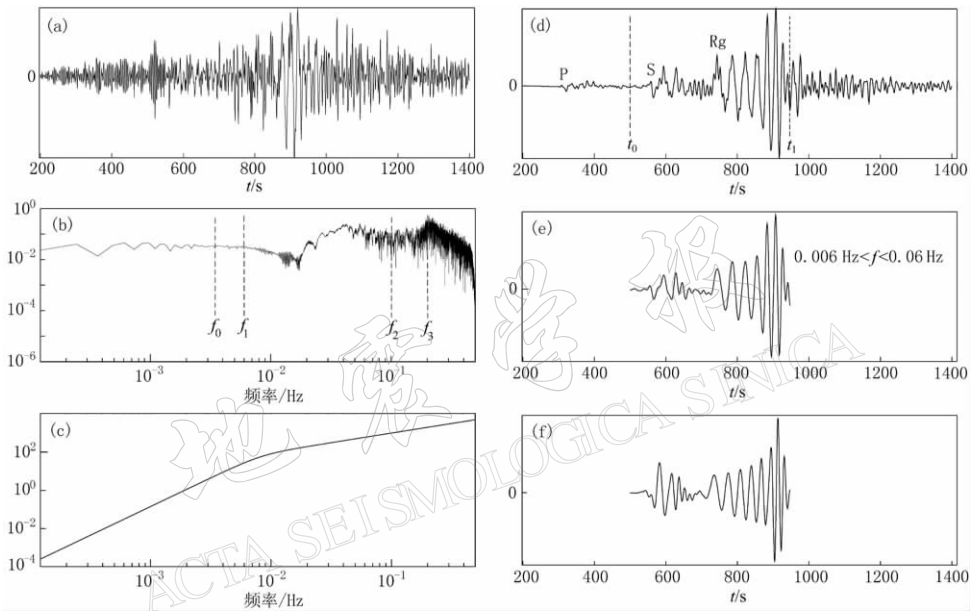 (a)
0
200 400 600 800 1000 1200 1400
t/s
(b)
10^0
10^-2
10^-4
10^-6
f0 f1 f2 f3
10^-3 10^-2 10^-1
频率/Hz
(c)
10^2
10^0
10^-2
10^-4
10^-3 10^-2 10^-1
频率/Hz
(d)
P S Rg
0
t0 t1
200 400 600 800 1000 1200 1400
t/s
(e)
0.006 Hz<f<0.06 Hz
0
200 400 600 800 1000 1200 1400
t/s
(f)
0
200 400 600 800 1000 1200 1400
t/s
地震学报
ACTA SEISMOLOGICA SINICA